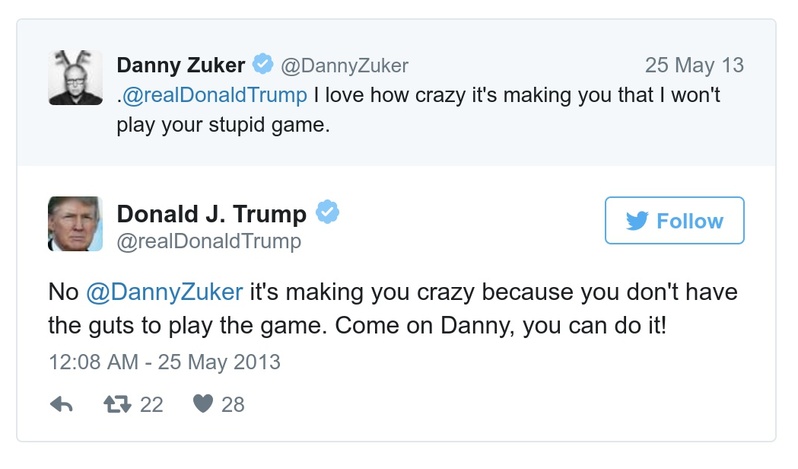 Danny Zuker @DannyZuker 25 May 13
.@realDonaldTrump I love how crazy it's making you that I won't
play your stupid game.
Donald J. Trump
@realDonaldTrump
Follow
No @DannyZuker it's making you crazy because you don't have
the guts to play the game. Come on Danny, you can do it!
12:08 AM - 25 May 2013
22 28